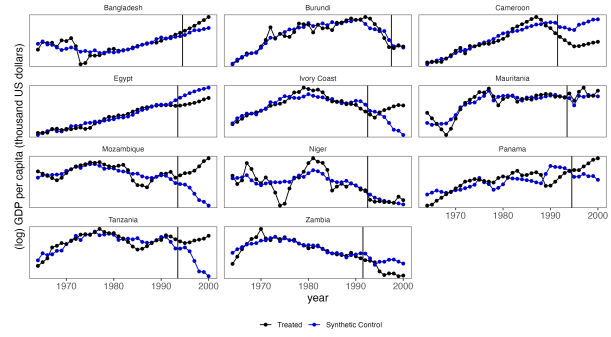 Bangladesh
Burundi
Cameroon
Egypt
Ivory Coast
Mauritania
Mozambique
Niger
Panama
Tanzania
Zambia
(log) GDP per capita (thousand US dollars)
1970 1980 1990 2000
1970 1980 1990 2000
1970 1980 1990 2000
year
Treated Synthetic Control